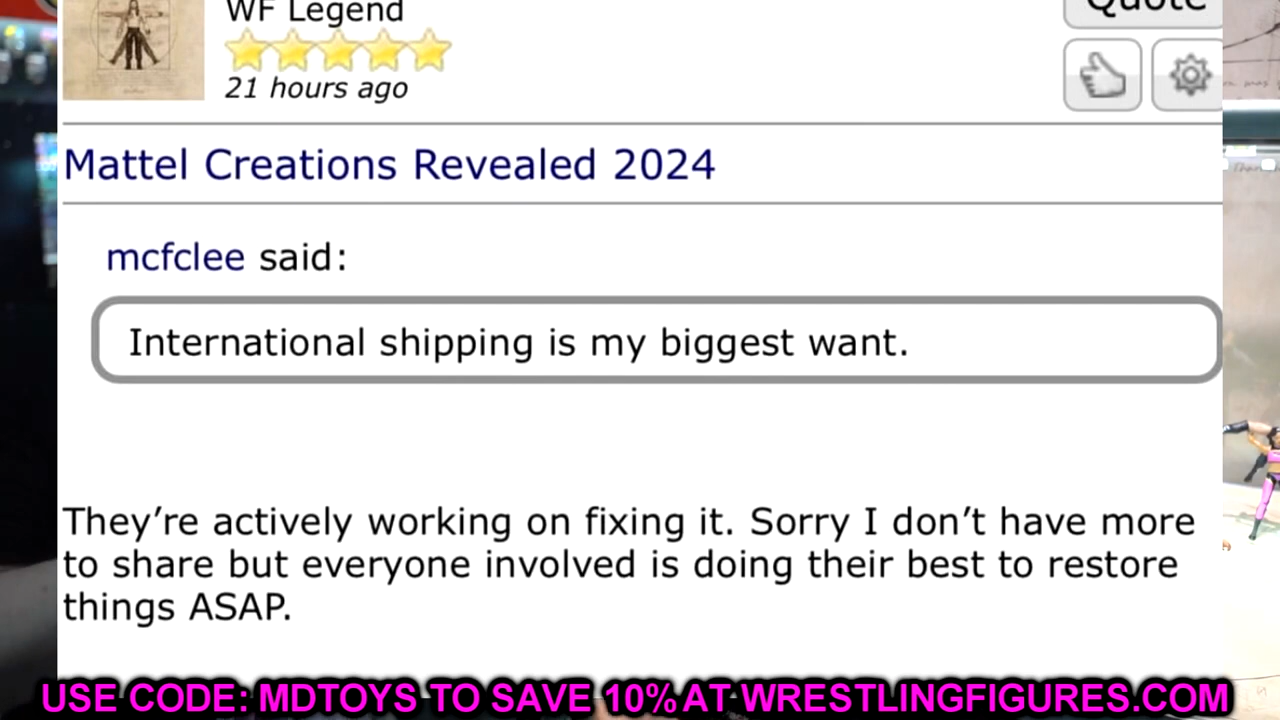 WF Legend
Quote
21 hours ago
Mattel Creations Revealed 2024
mcfclee said:
International shipping is my biggest want.
They’re actively working on fixing it. Sorry I don’t have more
to share but everyone involved is doing their best to restore
things ASAP.
USE CODE: MDTOYS TO SAVE 10% AT WRESTLINGFIGURES.COM